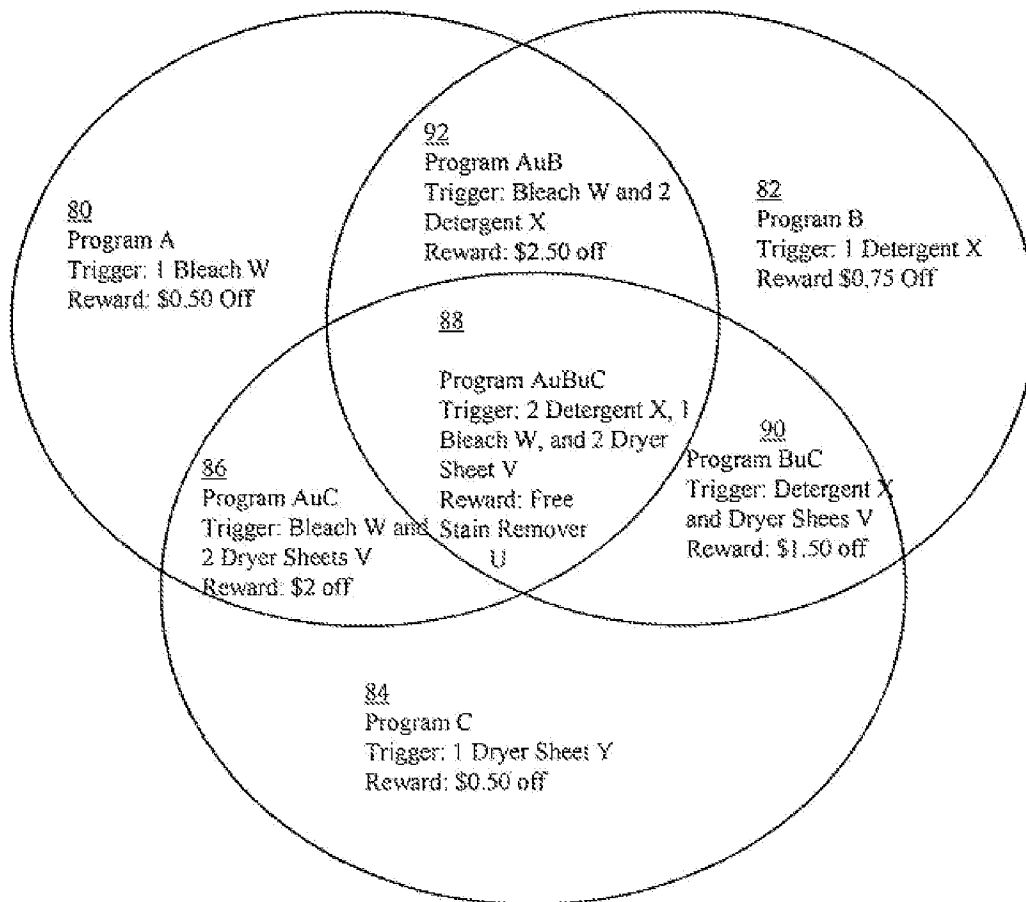 92
Program AuB
Trigger: Bleach W and 2
Detergent X
Reward: $2.50 off
80
Program A
Trigger: 1 Bleach W
Reward: $0.50 Off
82
Program B
Trigger: 1 Detergent X
Reward $0.75 Off
88
Program AuBuC
Trigger: 2 Detergent X, 1
Bleach W, and 2 Dryer
Sheet V
Reward: Free
Stain Remover
U
86
Program AuC
Trigger: Bleach W and
2 Dryer Sheets V
Reward: $2 off
90
Program BuC
Trigger: Detergent X
and Dryer Shees V
Reward: $1.50 off
84
Program C
Trigger: 1 Dryer Sheet Y
Reward: $0.50 off